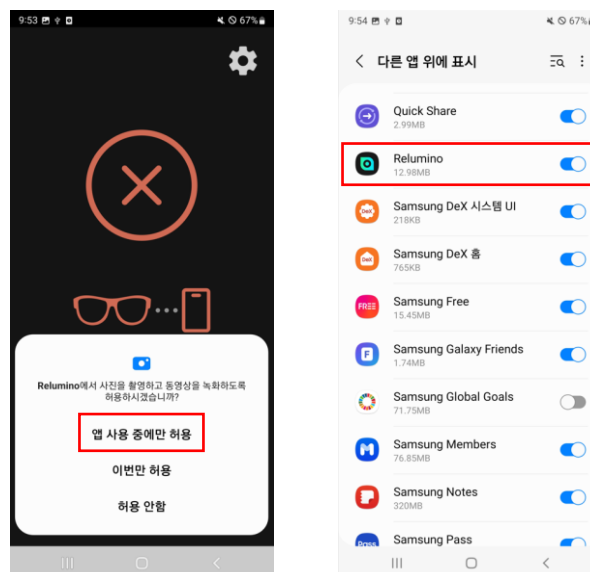 9:53
67%
Relumino에서 사진을 촬영하고 동영상을 녹화하도록
허용하시겠습니까?
앱 사용 중에만 허용
이번만 허용
허용 안함
9:54
67%
다른 앱 위에 표시
Quick Share
2.99MB
Relumino
12.98MB
DeX
Samsung DeX 시스템 UI
218KB
DeX
Samsung DeX 홈
765KB
FREE
Samsung Free
15.45MB
F
Samsung Galaxy Friends
1.74MB
Samsung Global Goals
71.75MB
Samsung Members
76.85MB
Samsung Notes
320MB
Pass
Samsung Pass